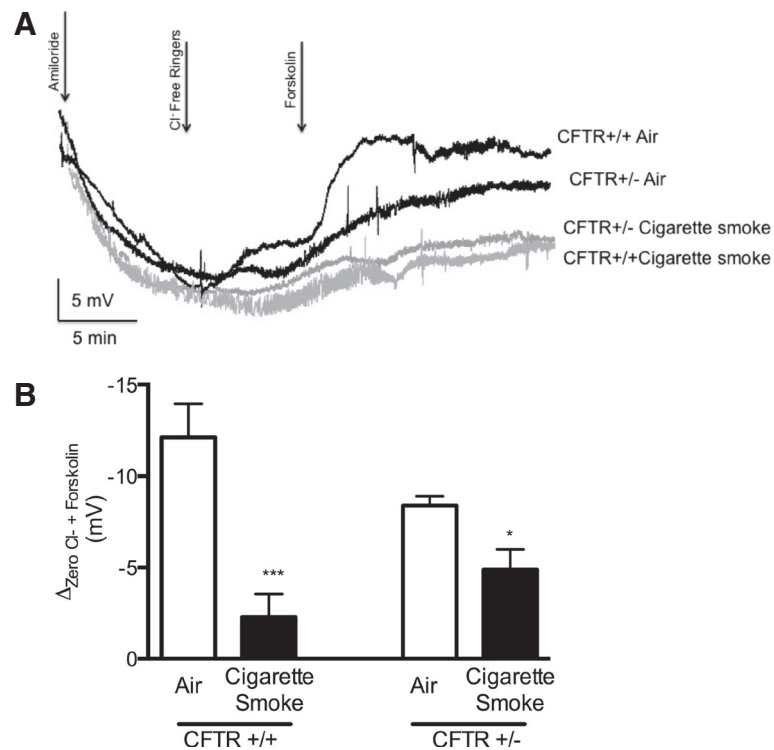 A
Amiloride
Cl- Free Ringers
Forskolin
CFTR+/+ Air
CFTR+/- Air
CFTR+/- Cigarette smoke
CFTR+/+Cigarette smoke
5 mV
5 min
B
ΔZero Cl- + Forskolin
(mV)
-15
-10
-5
0
***
*
Air
Cigarette
Smoke
Air
Cigarette
Smoke
CFTR +/+
CFTR +/-